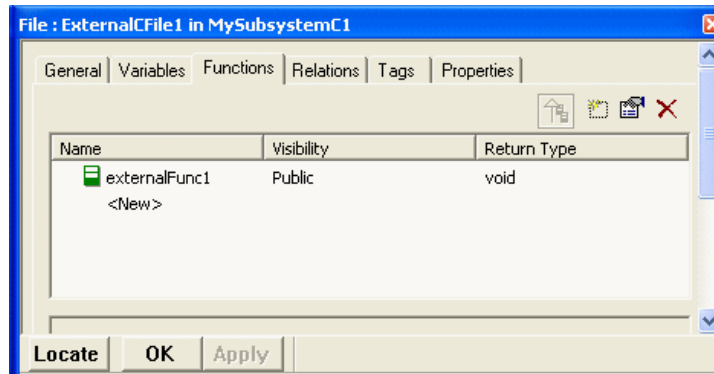 File : ExternalCFile1 in MySubsystemC1
General Variables Functions Relations Tags Properties
Name Visibility Return Type
externalFunc1 Public void
<New>
Locate OK Apply